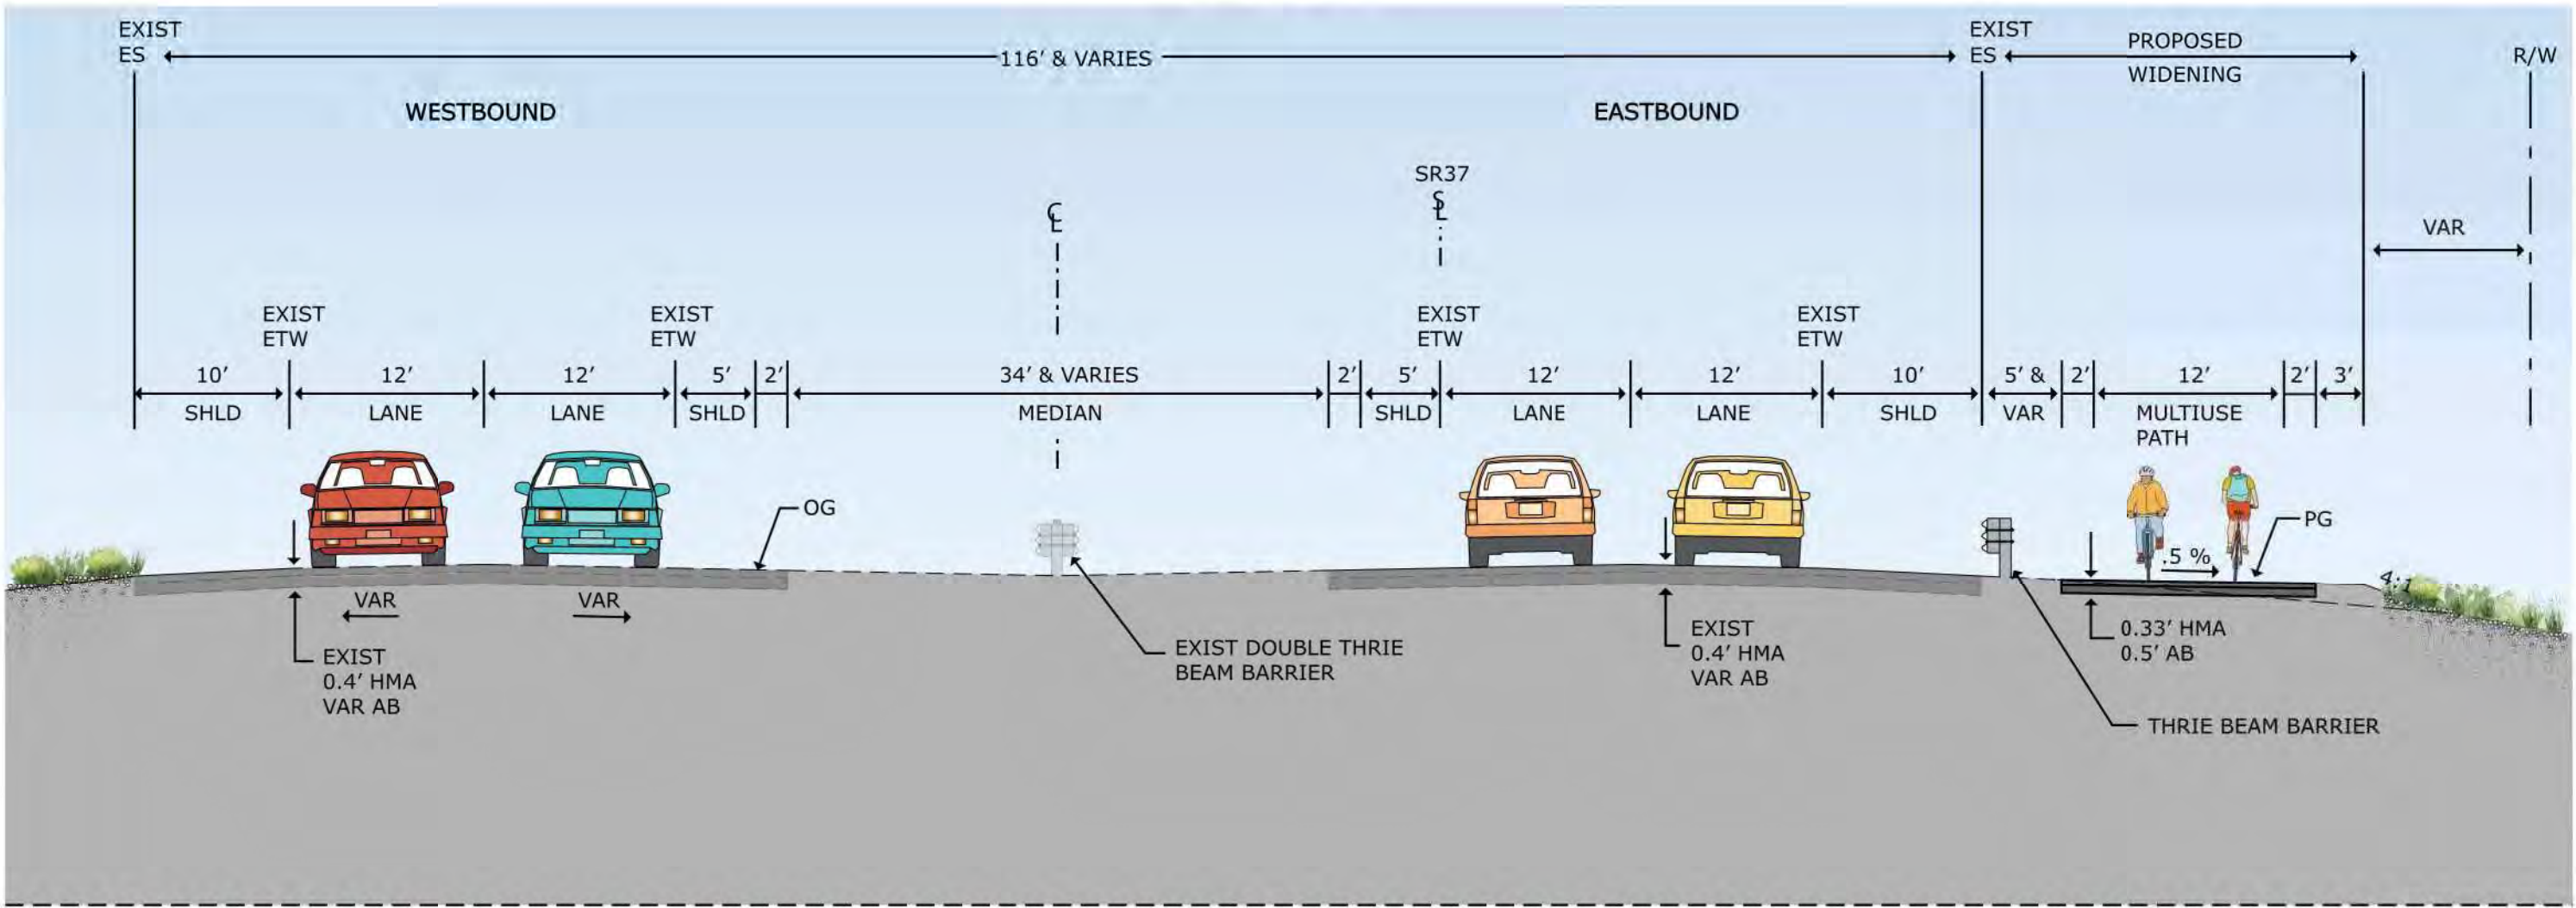 EXIST
ES
116′ & VARIES
EXIST
ES
PROPOSED
WIDENING
R/W
WESTBOUND
EASTBOUND
SR37
SL
CL
VAR
EXIST
ETW
EXIST
ETW
EXIST
ETW
EXIST
ETW
10′ 12′ 12′ 5′ 2′ 34′ & VARIES 2′ 5′ 12′ 12′ 10′ 5′ & 2′ 12′ 2′ 3′
SHLD LANE LANE SHLD MEDIAN SHLD LANE LANE SHLD VAR MULTIUSE
PATH
OG
PG
.5 %
4:1
VAR
VAR
EXIST
0.4′ HMA
VAR AB
EXIST DOUBLE THRIE
BEAM BARRIER
EXIST
0.4′ HMA
VAR AB
0.33′ HMA
0.5′ AB
THRIE BEAM BARRIER